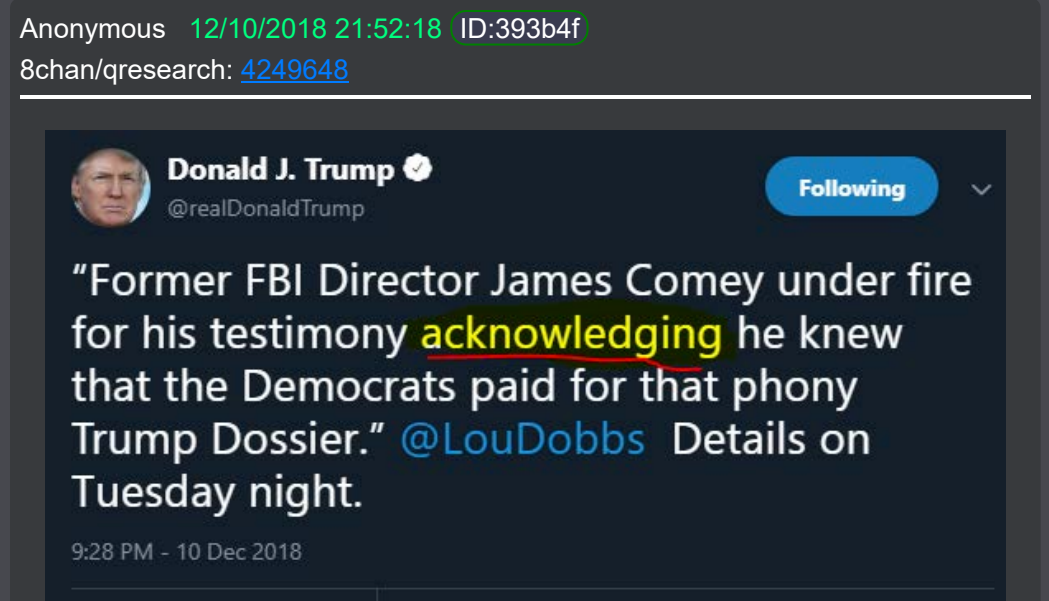 Anonymous 12/10/2018 21:52:18 ID:393b4f
8chan/qresearch: 4249648
Donald J. Trump
Following
@realDonaldTrump
“Former FBI Director James Comey under fire
for his testimony acknowledging he knew
that the Democrats paid for that phony
Trump Dossier.” @LouDobbs Details on
Tuesday night.
9:28 PM - 10 Dec 2018